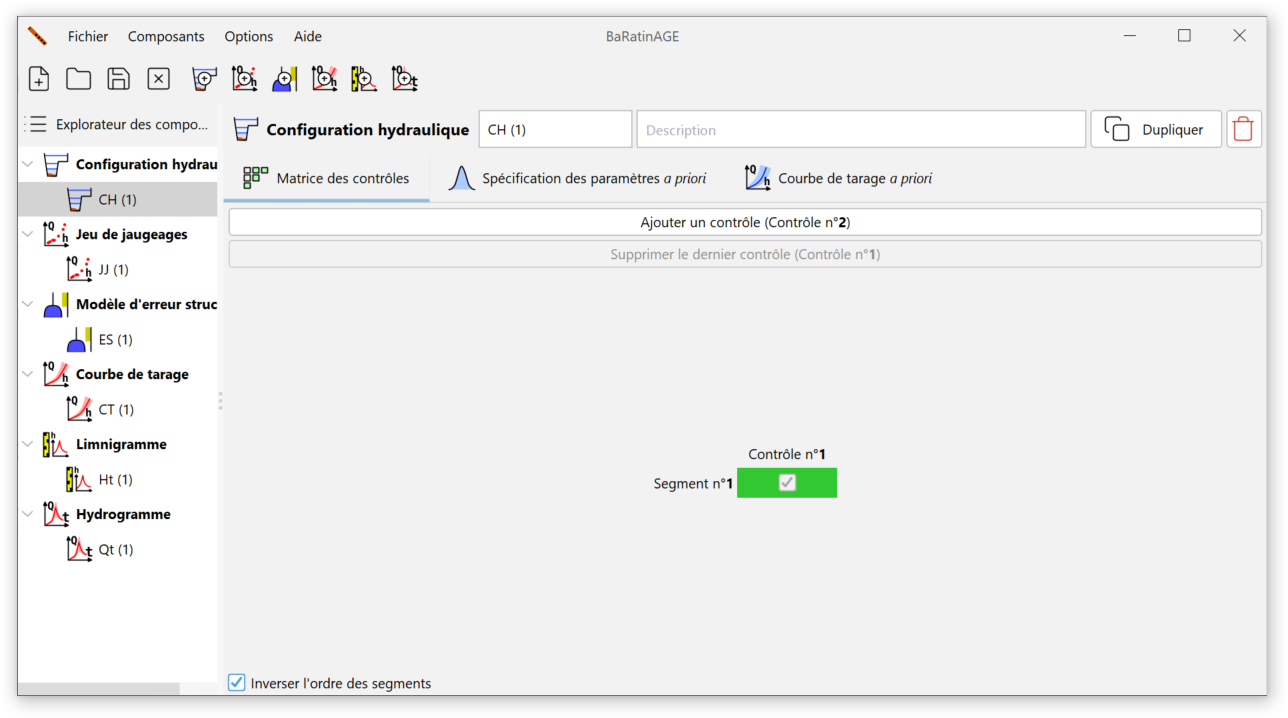 Fichier Composants Options Aide BaRatinAGE
Explorateur des compo...
Configuration hydraulique CH (1) Description Dupliquer
Configuration hydrau
CH (1)
Jeu de jaugeages
JJ (1)
Modèle d'erreur struc
ES (1)
Courbe de tarage
CT (1)
Limnigramme
Ht (1)
Hydrogramme
Qt (1)
Matrice des contrôles Spécification des paramètres a priori Courbe de tarage a priori
Ajouter un contrôle (Contrôle n°2)
Supprimer le dernier contrôle (Contrôle n°1)
Contrôle n°1
Segment n°1
Inverser l'ordre des segments